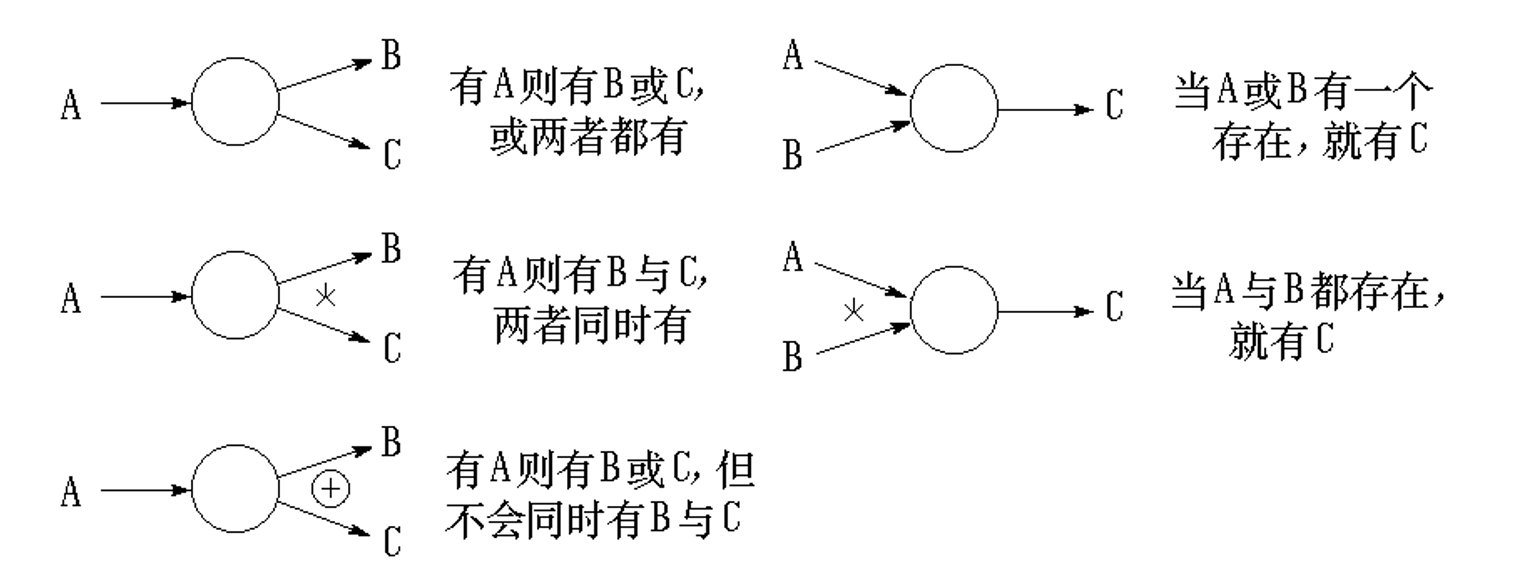 A
B
C
有A则有B或C,
或两者都有
A
B
C
当A或B有一个
存在, 就有C
A
B
*
C
有A则有B与C,
两者同时有
A
*
B
C
当A与B都存在,
就有C
A
B
+
C
有A则有B或C, 但
不会同时有B与C